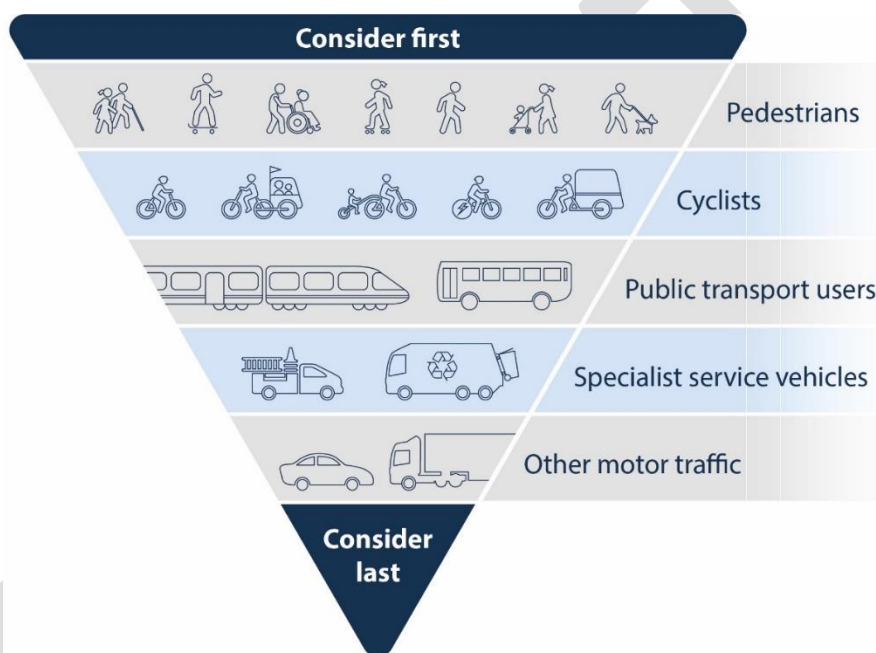 Consider first
Pedestrians
Cyclists
Public transport users
Specialist service vehicles
Other motor traffic
Consider
last